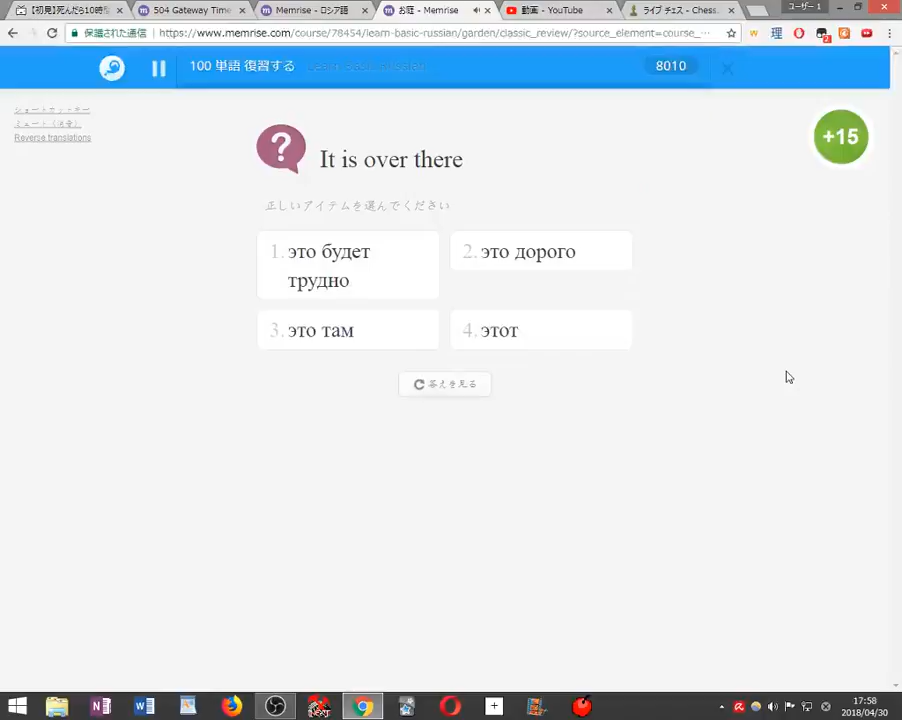 【初見】死んだら10時間
504 Gateway Time
Memrise - ロシア語
お庭 - Memrise
動画 - YouTube
ライブ チェス - Chess.
ユーザー 1
保護された通信
https://www.memrise.com/course/78454/learn-basic-russian/garden/classic_review/?source_element=course_…
100 単語 復習する
8010
Reverse translations
+15
?
It is over there
正しいアイテムを選んでください
1. это будет трудно
2. это дорого
3. это там
4. этот
答えを見る
17:58
2018/04/30